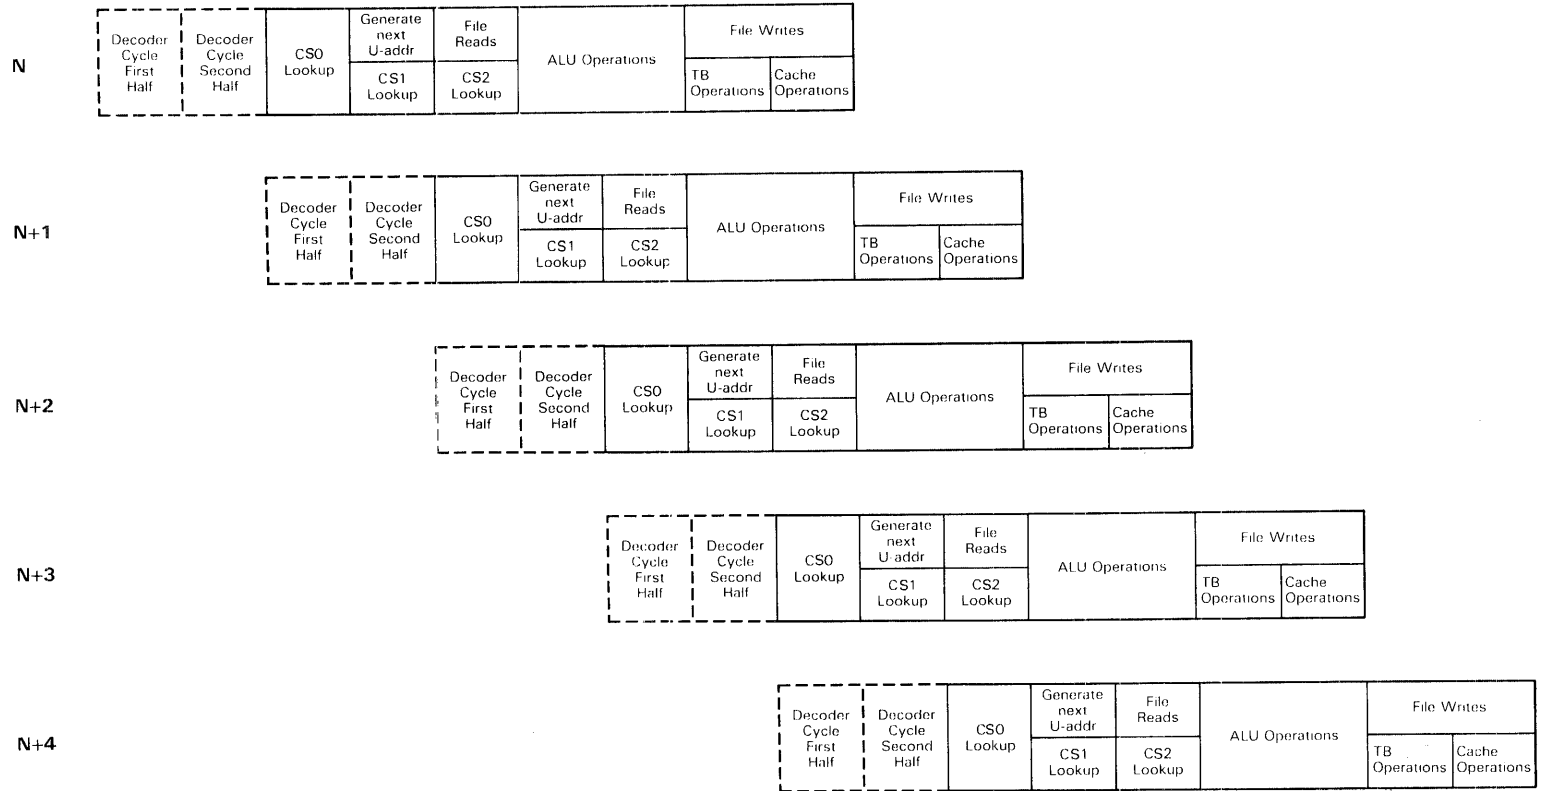 N
Decoder
Cycle
First
Half
Decoder
Cycle
Second
Half
CS0
Lookup
Generate
next
U-addr
CS1
Lookup
File
Reads
CS2
Lookup
ALU Operations
File Writes
TB
Operations
Cache
Operations
N+1
Decoder
Cycle
First
Half
Decoder
Cycle
Second
Half
CS0
Lookup
Generate
next
U-addr
CS1
Lookup
File
Reads
CS2
Lookup
ALU Operations
File Writes
TB
Operations
Cache
Operations
N+2
Decoder
Cycle
First
Half
Decoder
Cycle
Second
Half
CS0
Lookup
Generate
next
U-addr
CS1
Lookup
File
Reads
CS2
Lookup
ALU Operations
File Writes
TB
Operations
Cache
Operations
N+3
Decoder
Cycle
First
Half
Decoder
Cycle
Second
Half
CS0
Lookup
Generate
next
U-addr
CS1
Lookup
File
Reads
CS2
Lookup
ALU Operations
File Writes
TB
Operations
Cache
Operations
N+4
Decoder
Cycle
First
Half
Decoder
Cycle
Second
Half
CS0
Lookup
Generate
next
U-addr
CS1
Lookup
File
Reads
CS2
Lookup
ALU Operations
File Writes
TB
Operations
Cache
Operations